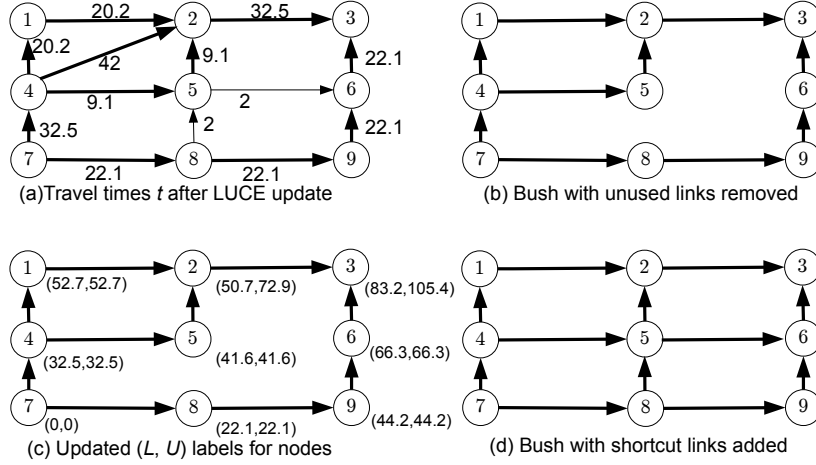 20.2 32.5
1 2 3
20.2 42 9.1 22.1
4 5 6
9.1 2
32.5 2 22.1
7 8 9
22.1 22.1
(a)Travel times t after LUCE update
1 2 3
4 5 6
7 8 9
(b) Bush with unused links removed
1 2 3
(52.7,52.7) (50.7,72.9) (83.2,105.4)
4 5 6
(32.5,32.5) (41.6,41.6) (66.3,66.3)
7 8 9
(0,0) (22.1,22.1) (44.2,44.2)
(c) Updated (L, U) labels for nodes
1 2 3
4 5 6
7 8 9
(d) Bush with shortcut links added